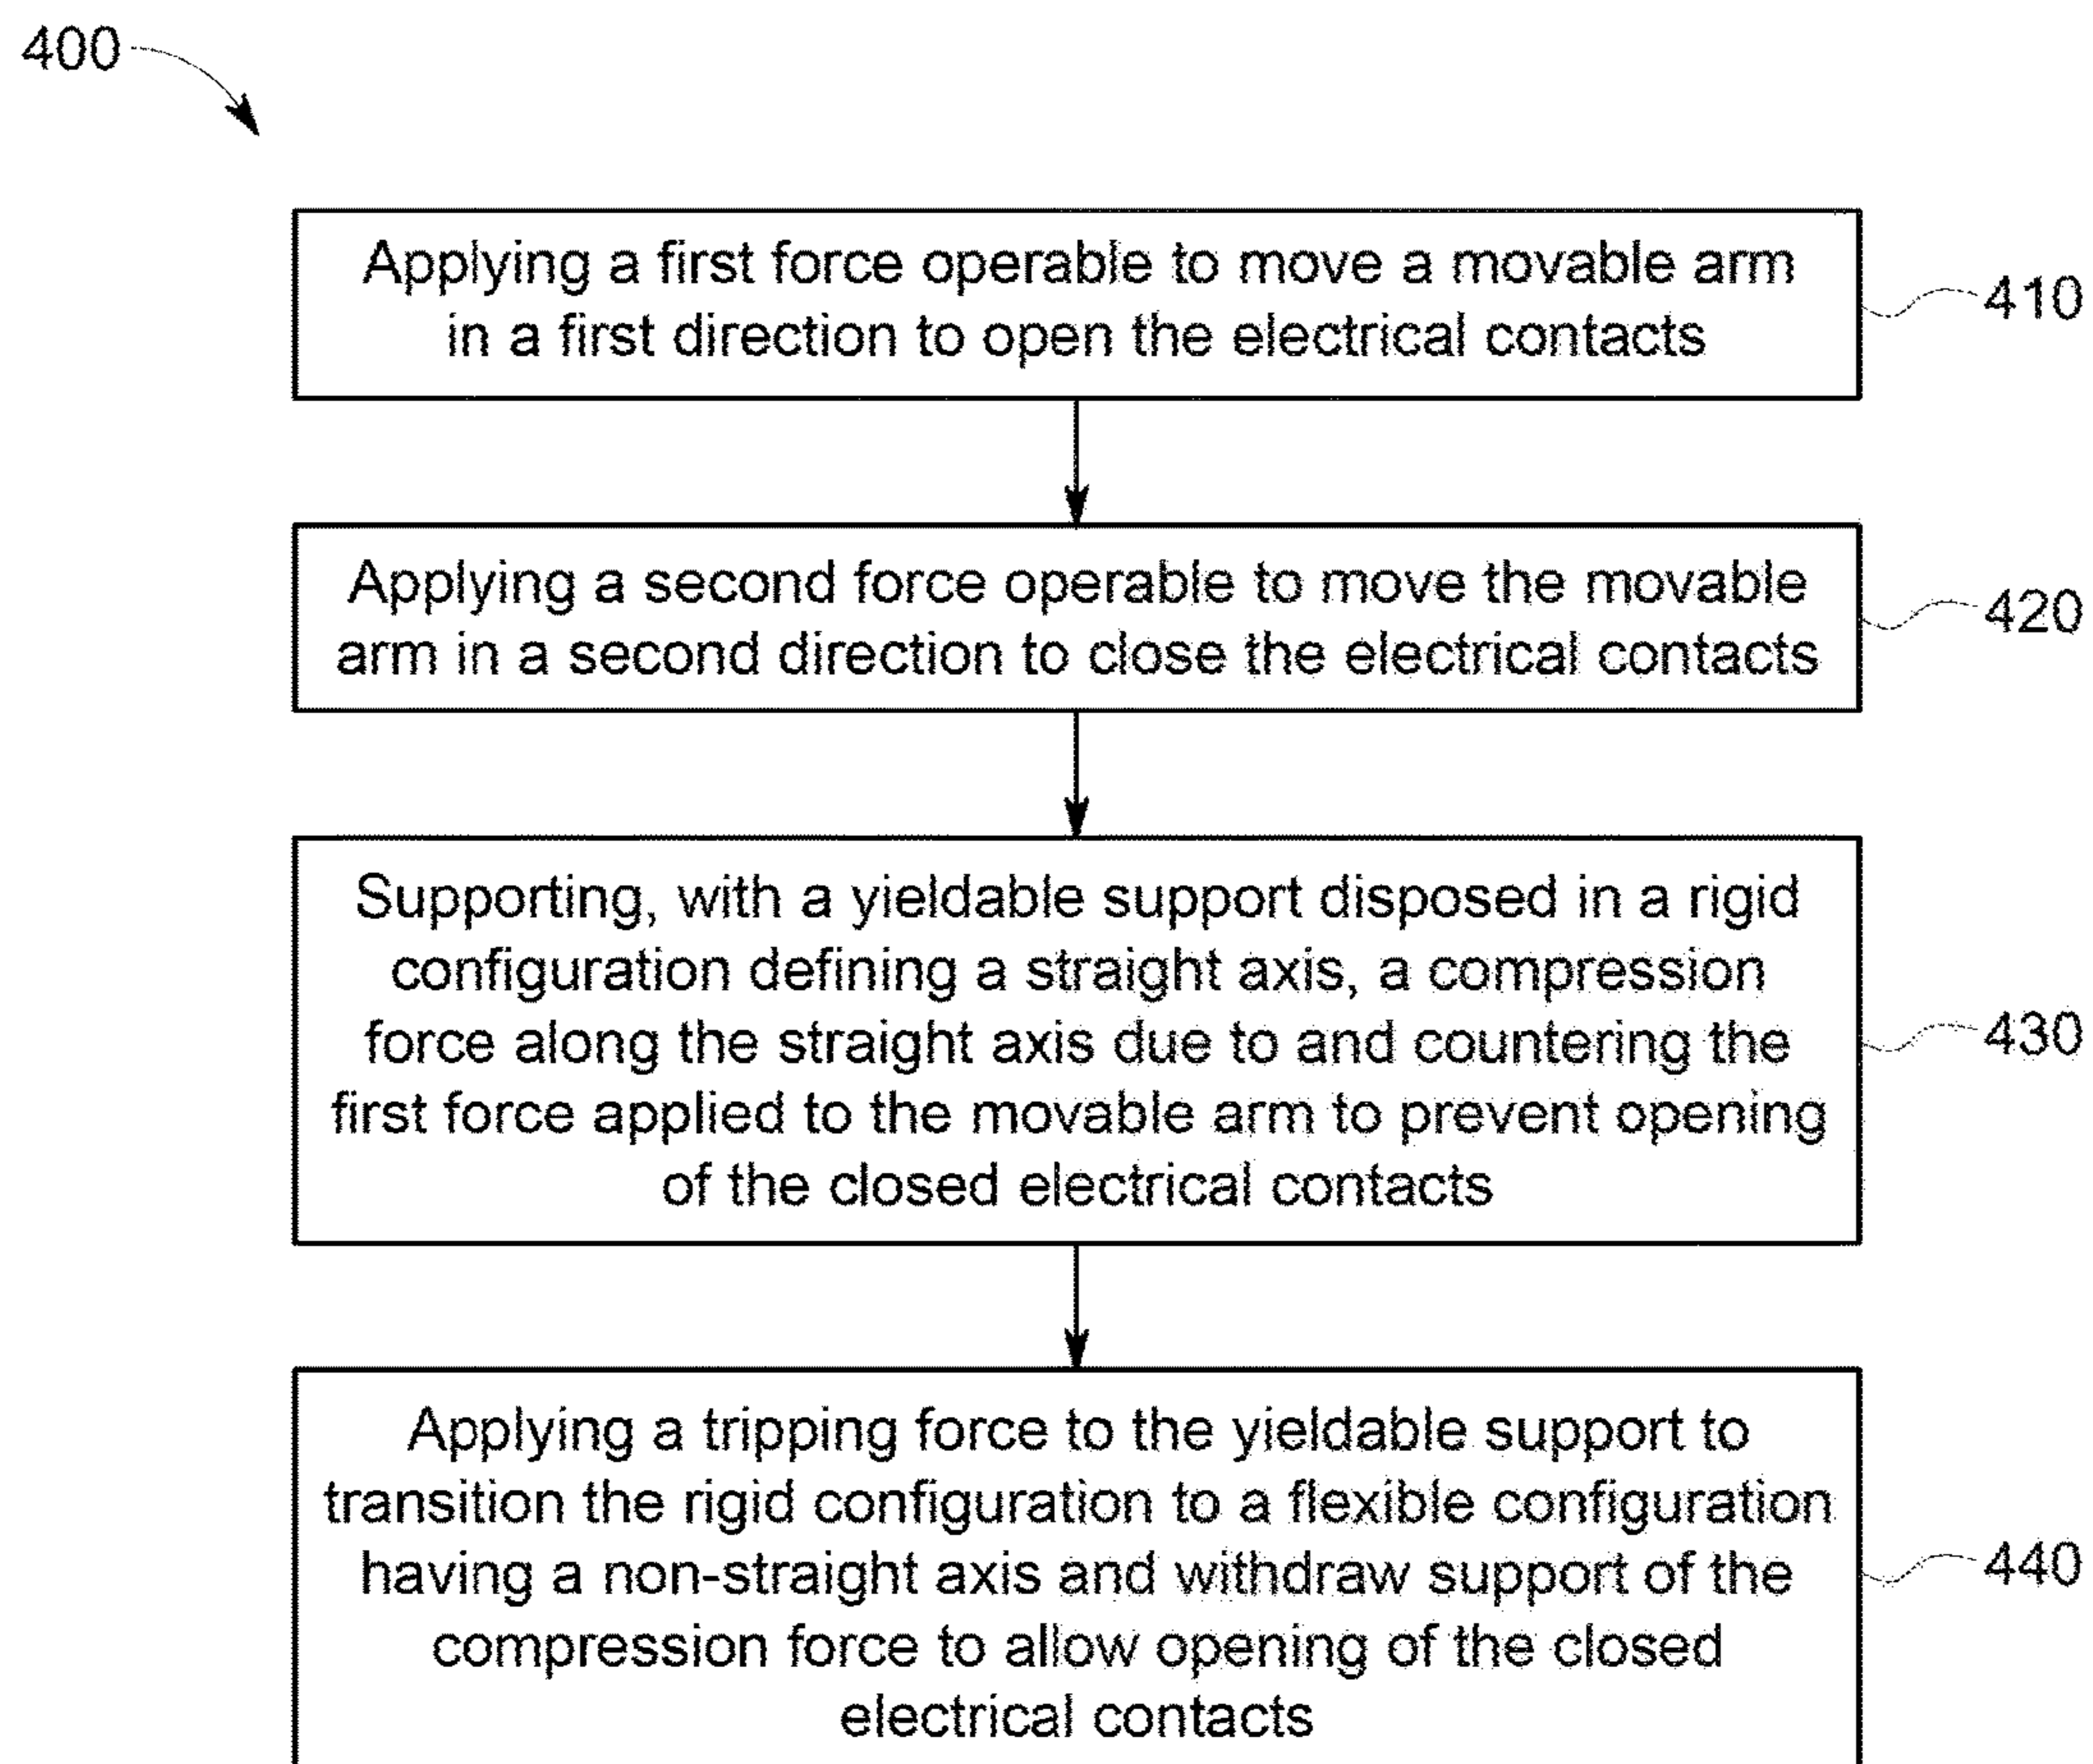 400
Applying a first force operable to move a movable arm
in a first direction to open the electrical contacts
410
Applying a second force operable to move the movable
arm in a second direction to close the electrical contacts
420
Supporting, with a yieldable support disposed in a rigid
configuration defining a straight axis, a compression
force along the straight axis due to and countering the
first force applied to the movable arm to prevent opening
of the closed electrical contacts
430
Applying a tripping force to the yieldable support to
transition the rigid configuration to a flexible configuration
having a non-straight axis and withdraw support of the
compression force to allow opening of the closed
electrical contacts
440